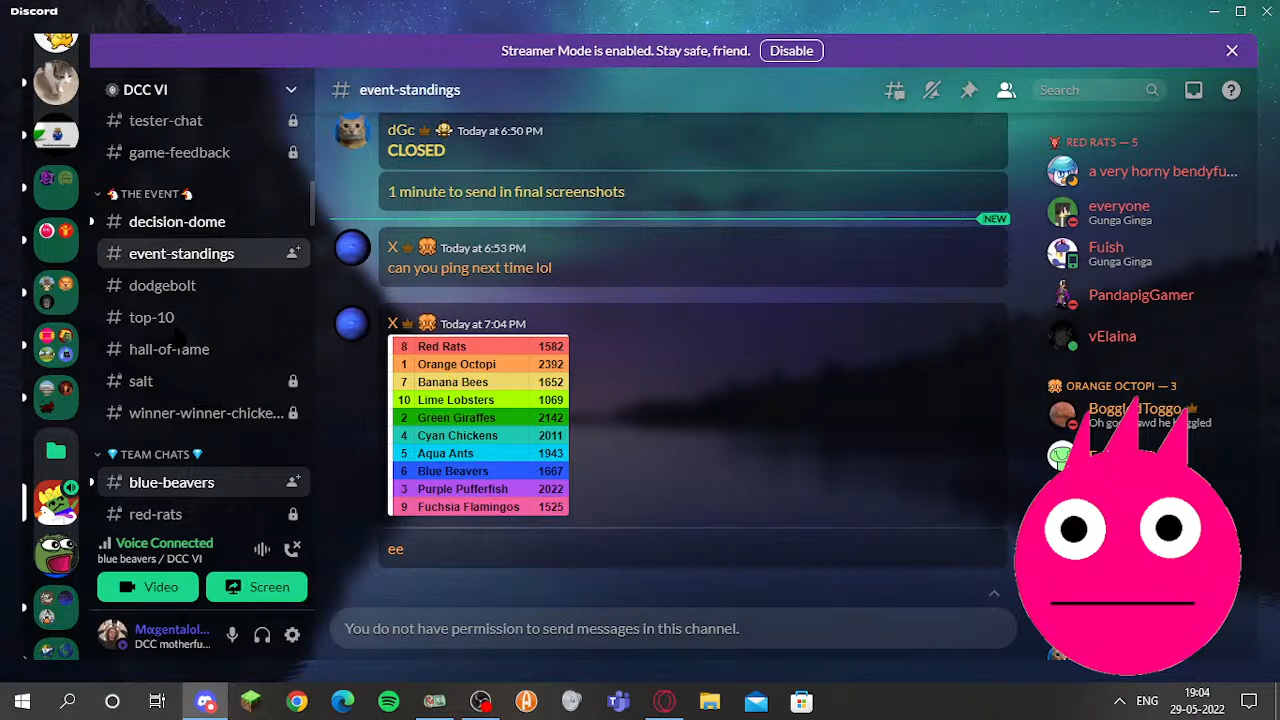 Discord
Streamer Mode is enabled. Stay safe, friend.
Disable
DCC VI
tester-chat
game-feedback
THE EVENT
decision-dome
event-standings
dodgebolt
top-10
hall-of-fame
salt
winner-winner-chicke...
TEAM CHATS
blue-beavers
red-rats
Voice Connected
blue beavers / DCC VI
Video
Screen
Mαgentalol...
DCC motherfu...
event-standings
Search
dGc Today at 6:50 PM
CLOSED
1 minute to send in final screenshots
NEW
X Today at 6:53 PM
can you ping next time lol
X Today at 7:04 PM
8 Red Rats 1582
1 Orange Octopi 2392
7 Banana Bees 1652
10 Lime Lobsters 1069
2 Green Giraffes 2142
4 Cyan Chickens 2011
5 Aqua Ants 1943
6 Blue Beavers 1667
3 Purple Pufferfish 2022
9 Fuchsia Flamingos 1525
ee
You do not have permission to send messages in this channel.
RED RATS — 5
a very horny bendyfu...
everyone
Gunga Ginga
Fuish
Gunga Ginga
PandapigGamer
vElaina
ORANGE OCTOPI — 3
BoggledToggo
ENG
19:04
29-05-2022